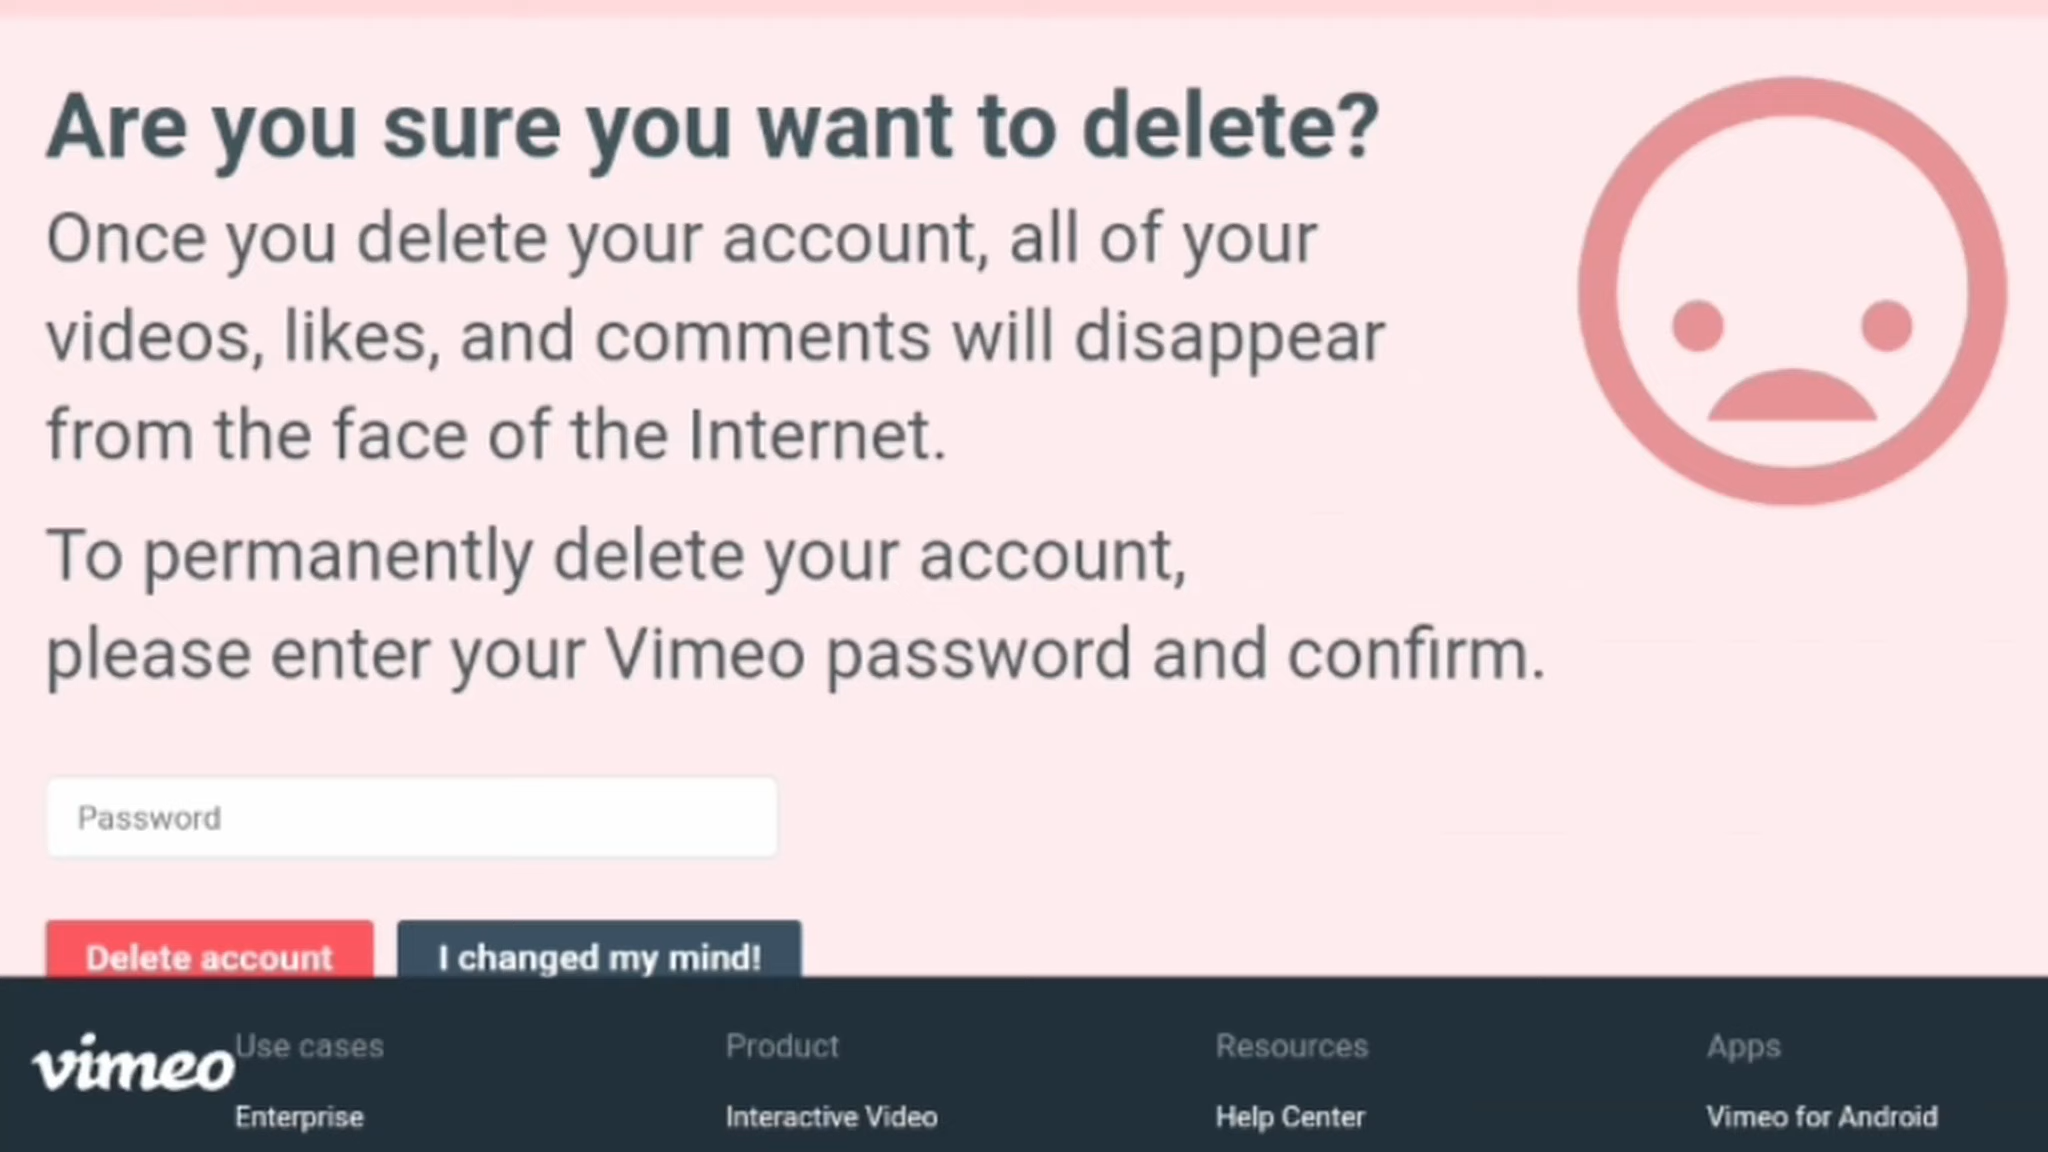 Are you sure you want to delete?
Once you delete your account, all of your
videos, likes, and comments will disappear
from the face of the Internet.
To permanently delete your account,
please enter your Vimeo password and confirm.
Password
Delete account I changed my mind!
vimeo Use cases Product Resources Apps
Enterprise Interactive Video Help Center Vimeo for Android